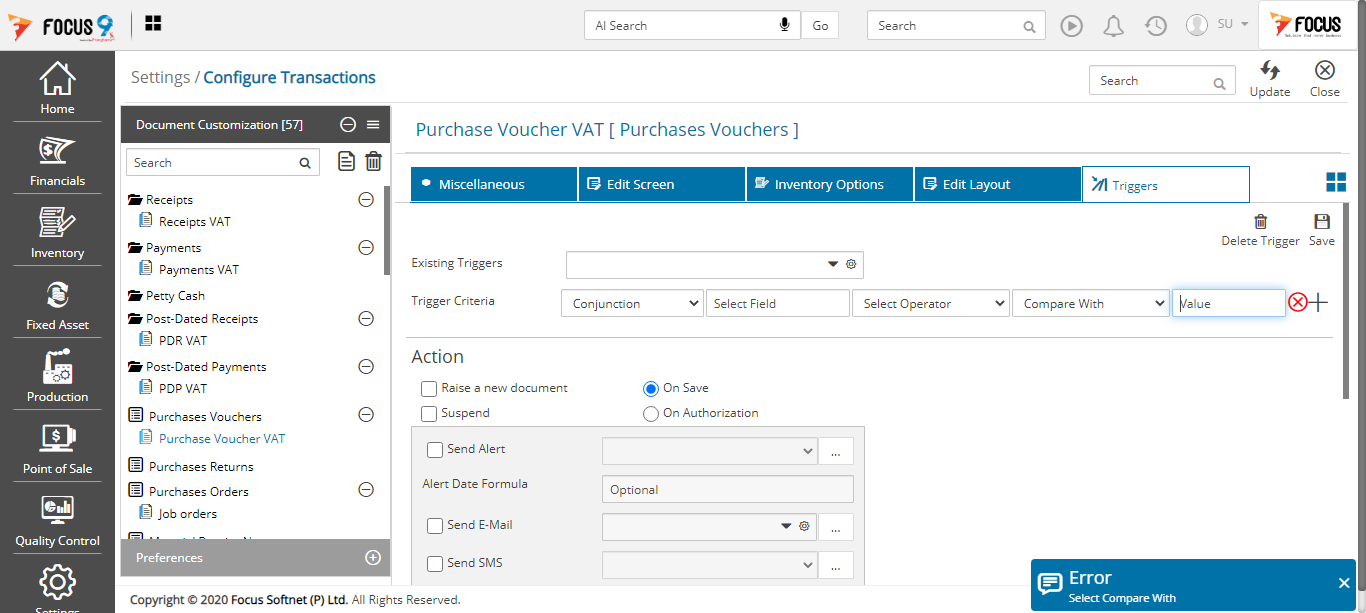 FOCUS 9
AI Search
Go
Search
SU
FOCUS
Home
Financials
Inventory
Fixed Asset
Production
Point of Sale
Quality Control
Settings
Settings / Configure Transactions
Search
Update
Close
Document Customization [57]
Search
Receipts
Receipts VAT
Payments
Payments VAT
Petty Cash
Post-Dated Receipts
PDR VAT
Post-Dated Payments
PDP VAT
Purchases Vouchers
Purchase Voucher VAT
Purchases Returns
Purchases Orders
Job orders
Preferences
Purchase Voucher VAT [ Purchases Vouchers ]
Miscellaneous
Edit Screen
Inventory Options
Edit Layout
Triggers
Delete Trigger
Save
Existing Triggers
Trigger Criteria
Conjunction
Select Field
Select Operator
Compare With
Value
Action
Raise a new document
On Save
Suspend
On Authorization
Send Alert
...
Alert Date Formula
Optional
Send E-Mail
...
Send SMS
...
Error
Select Compare With
Copyright © 2020 Focus Softnet (P) Ltd. All Rights Reserved.